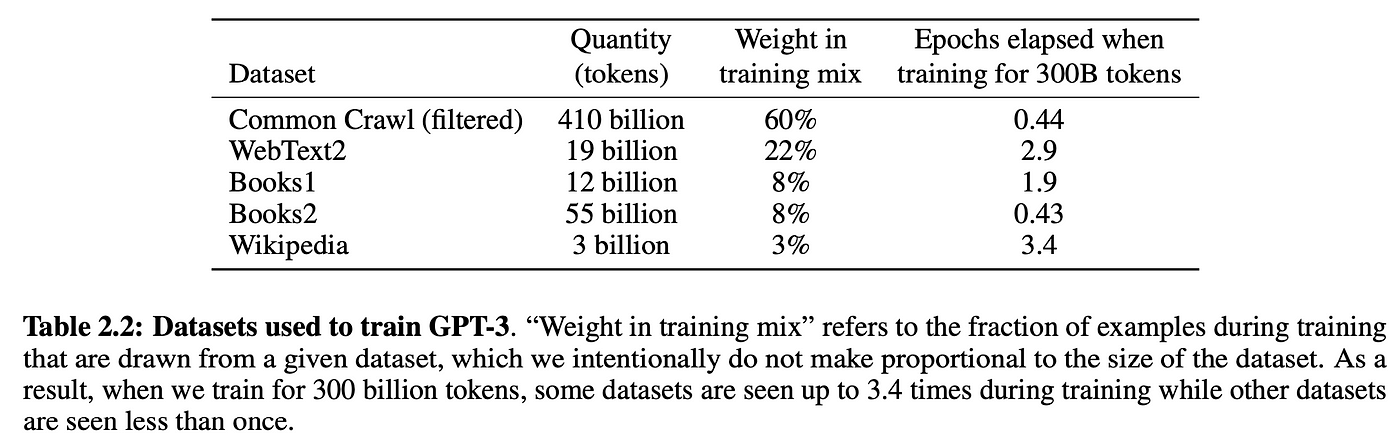 Dataset Quantity (tokens) Weight in training mix Epochs elapsed when training for 300B tokens
Common Crawl (filtered) 410 billion 60% 0.44
WebText2 19 billion 22% 2.9
Books1 12 billion 8% 1.9
Books2 55 billion 8% 0.43
Wikipedia 3 billion 3% 3.4
Table 2.2: Datasets used to train GPT-3. “Weight in training mix” refers to the fraction of examples during training
that are drawn from a given dataset, which we intentionally do not make proportional to the size of the dataset. As a
result, when we train for 300 billion tokens, some datasets are seen up to 3.4 times during training while other datasets
are seen less than once.